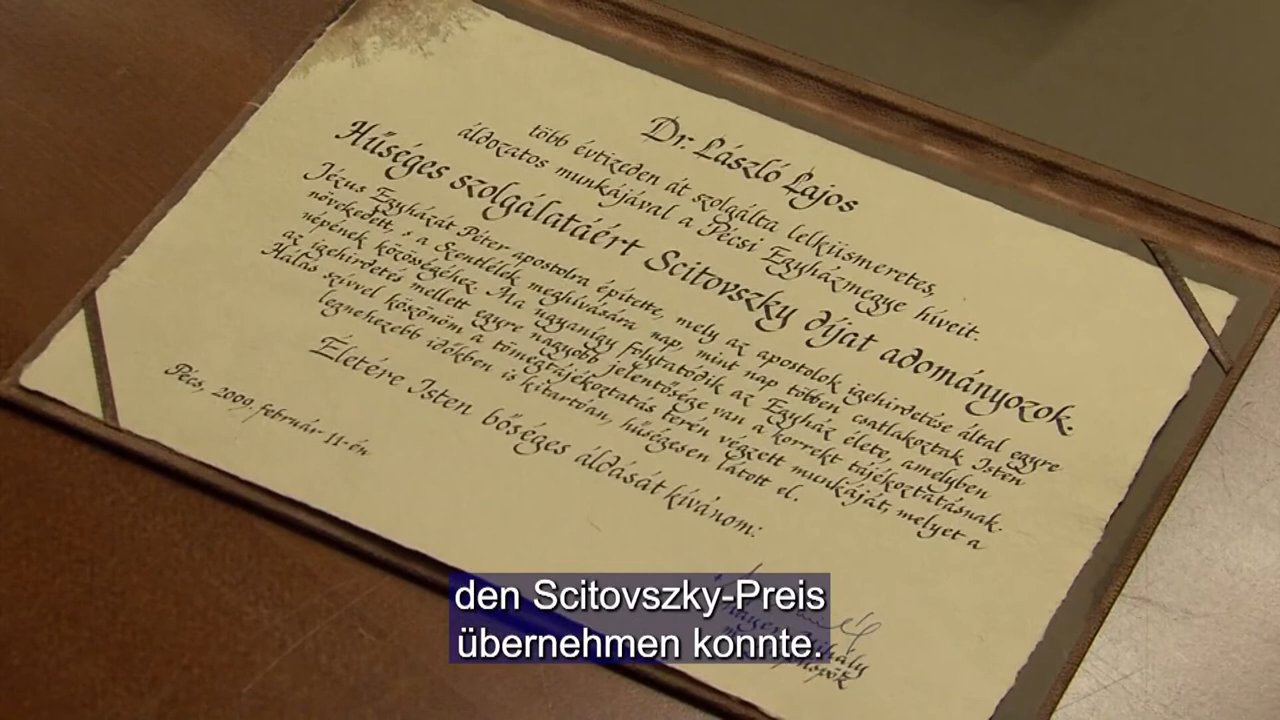 Dr. László Lajos
több évtizeden át szolgálta lelkiismeretes,
áldozatos munkájával a Pécsi Egyházmegye híveit.
Hűséges szolgálatáért Scitovszky díjat adományozok.
Jézus Egyházát Péter apostolra építette, mely az apostolok igehirdetése által egyre
növekedett, s a Szentlélek meghívására nap, mint nap többen csatlakoztak Isten
népének közösségéhez. Ma ugyanígy folytatódik az Egyház élete, amelyben
az igehirdetés mellett egyre nagyobb jelentősége van a korrekt tájékoztatásnak.
Hálás szívvel köszönöm a tömegtájékoztatás terén végzett munkáját, melyet a
legnehezebb időkben is kitartóan, hűségesen látott el.
Életére Isten bőséges áldását kívánom:
Pécs, 2009. február 11-én
Mihály
den Scitovszky-Preis
übernehmen konnte.